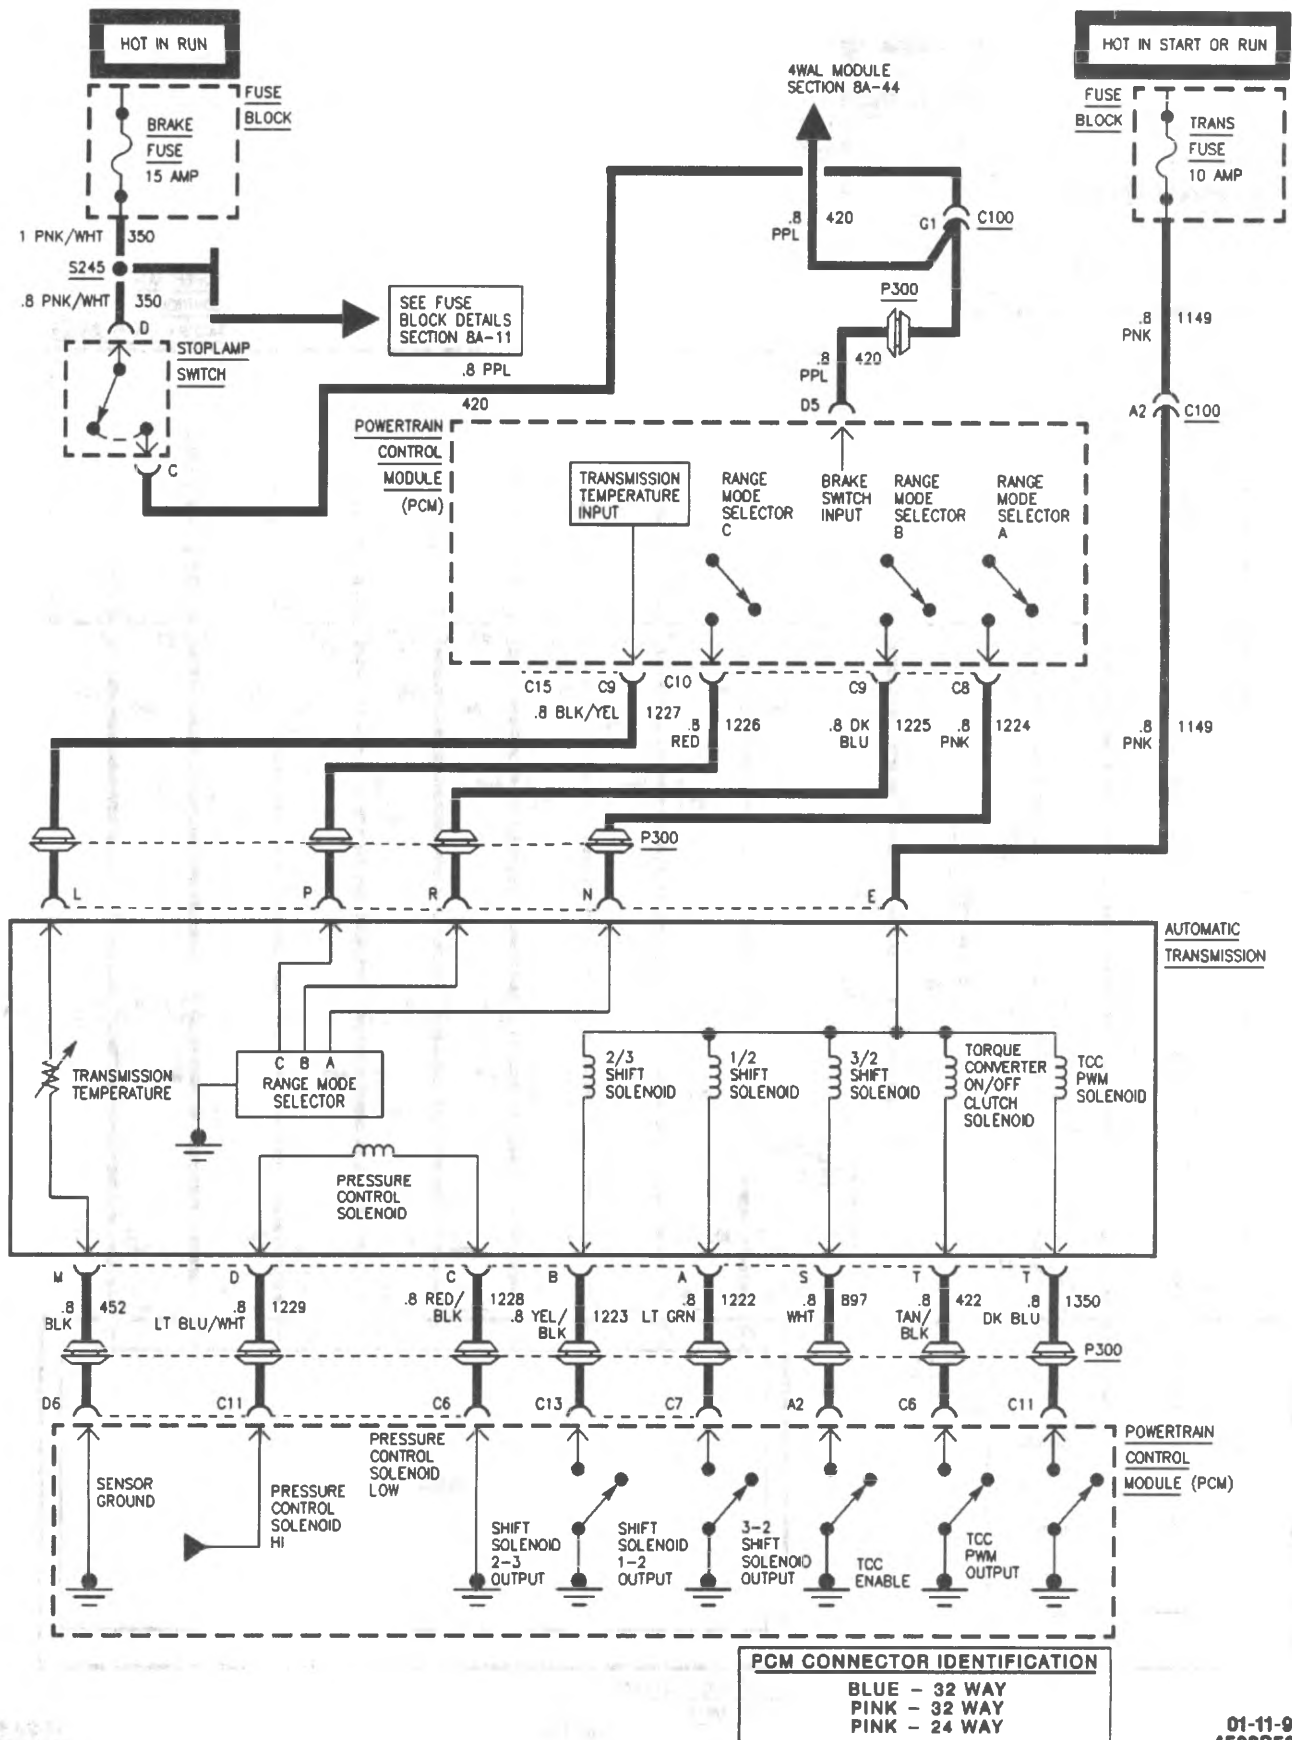 HOT IN RUN
HOT IN START OR RUN
4WAL MODULE
SECTION 8A-44
FUSE
BLOCK
BRAKE
FUSE
15 AMP
FUSE
BLOCK
TRANS
FUSE
10 AMP
1 PNK/WHT 350
S245
.8 PNK/WHT 350
D
.8
PPL
420
G1
C100
P300
SEE FUSE
BLOCK DETAILS
SECTION 8A-11
.8
PNK
1149
STOPLAMP
SWITCH
.8 PPL
420
.8
PPL
420
D5
A2
C100
C
POWERTRAIN
CONTROL
MODULE
(PCM)
TRANSMISSION
TEMPERATURE
INPUT
RANGE
MODE
SELECTOR
C
BRAKE
SWITCH
INPUT
RANGE
MODE
SELECTOR
B
RANGE
MODE
SELECTOR
A
C15
C9
C10
C9
C8
.8 BLK/YEL
1227
.8
RED
1226
.8 DK
BLU
1225
.8
PNK
1224
.8
PNK
1149
P300
L
P
R
N
E
AUTOMATIC
TRANSMISSION
TRANSMISSION
TEMPERATURE
C B A
RANGE MODE
SELECTOR
2/3
SHIFT
SOLENOID
1/2
SHIFT
SOLENOID
3/2
SHIFT
SOLENOID
TORQUE
CONVERTER
ON/OFF
CLUTCH
SOLENOID
TCC
PWM
SOLENOID
PRESSURE
CONTROL
SOLENOID
M
D
C
B
A
S
T
T
.8
BLK
452
.8
LT BLU/WHT
1229
.8 RED/
BLK
1228
.8 YEL/
BLK
1223
.8
LT GRN
1222
.8
WHT
897
.8
TAN/
BLK
422
.8
DK BLU
1350
P300
D6
C11
C6
C13
C7
A2
C6
C11
POWERTRAIN
CONTROL
MODULE (PCM)
SENSOR
GROUND
PRESSURE
CONTROL
SOLENOID
HI
PRESSURE
CONTROL
SOLENOID
LOW
SHIFT
SOLENOID
2-3
OUTPUT
SHIFT
SOLENOID
1-2
OUTPUT
3-2
SHIFT
SOLENOID
OUTPUT
TCC
ENABLE
TCC
PWM
OUTPUT
PCM CONNECTOR IDENTIFICATION
BLUE - 32 WAY
PINK - 32 WAY
PINK - 24 WAY
01-11-9